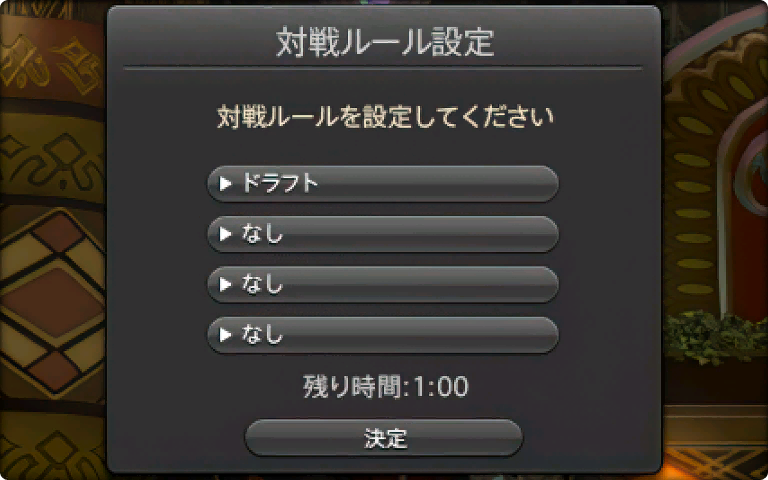 対戦ルール設定
対戦ルールを設定してください
▶ ドラフト
▶ なし
▶ なし
▶ なし
残り時間:1:00
決定